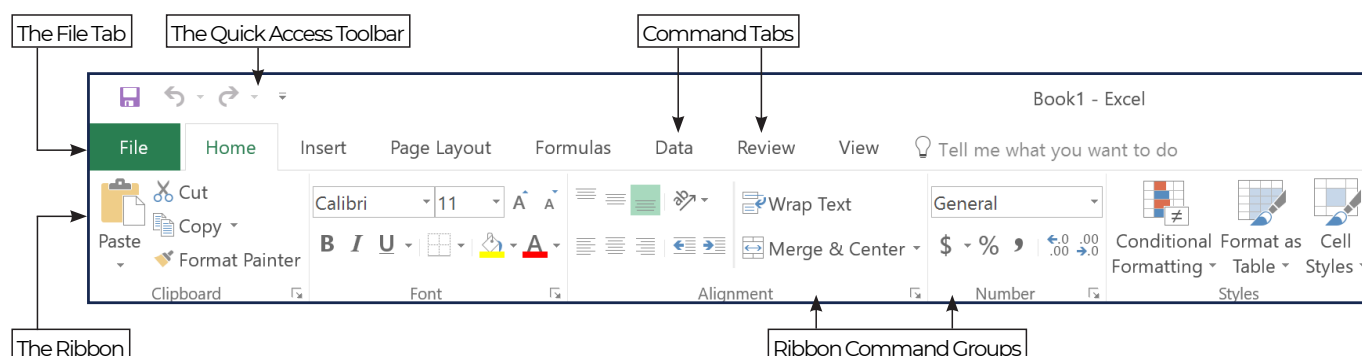 The File Tab
The Quick Access Toolbar
Command Tabs
Book1 - Excel
File Home Insert Page Layout Formulas Data Review View Tell me what you want to do
Cut
Copy
Paste
Format Painter
Clipboard
Calibri 11 A A
B I U A
Font
ab
Wrap Text
Merge & Center
Alignment
General
$ % , .0 .00 .00 .0
Number
≠
Conditional Formatting
Format as Table
Cell Styles
Styles
The Ribbon
Ribbon Command Groups